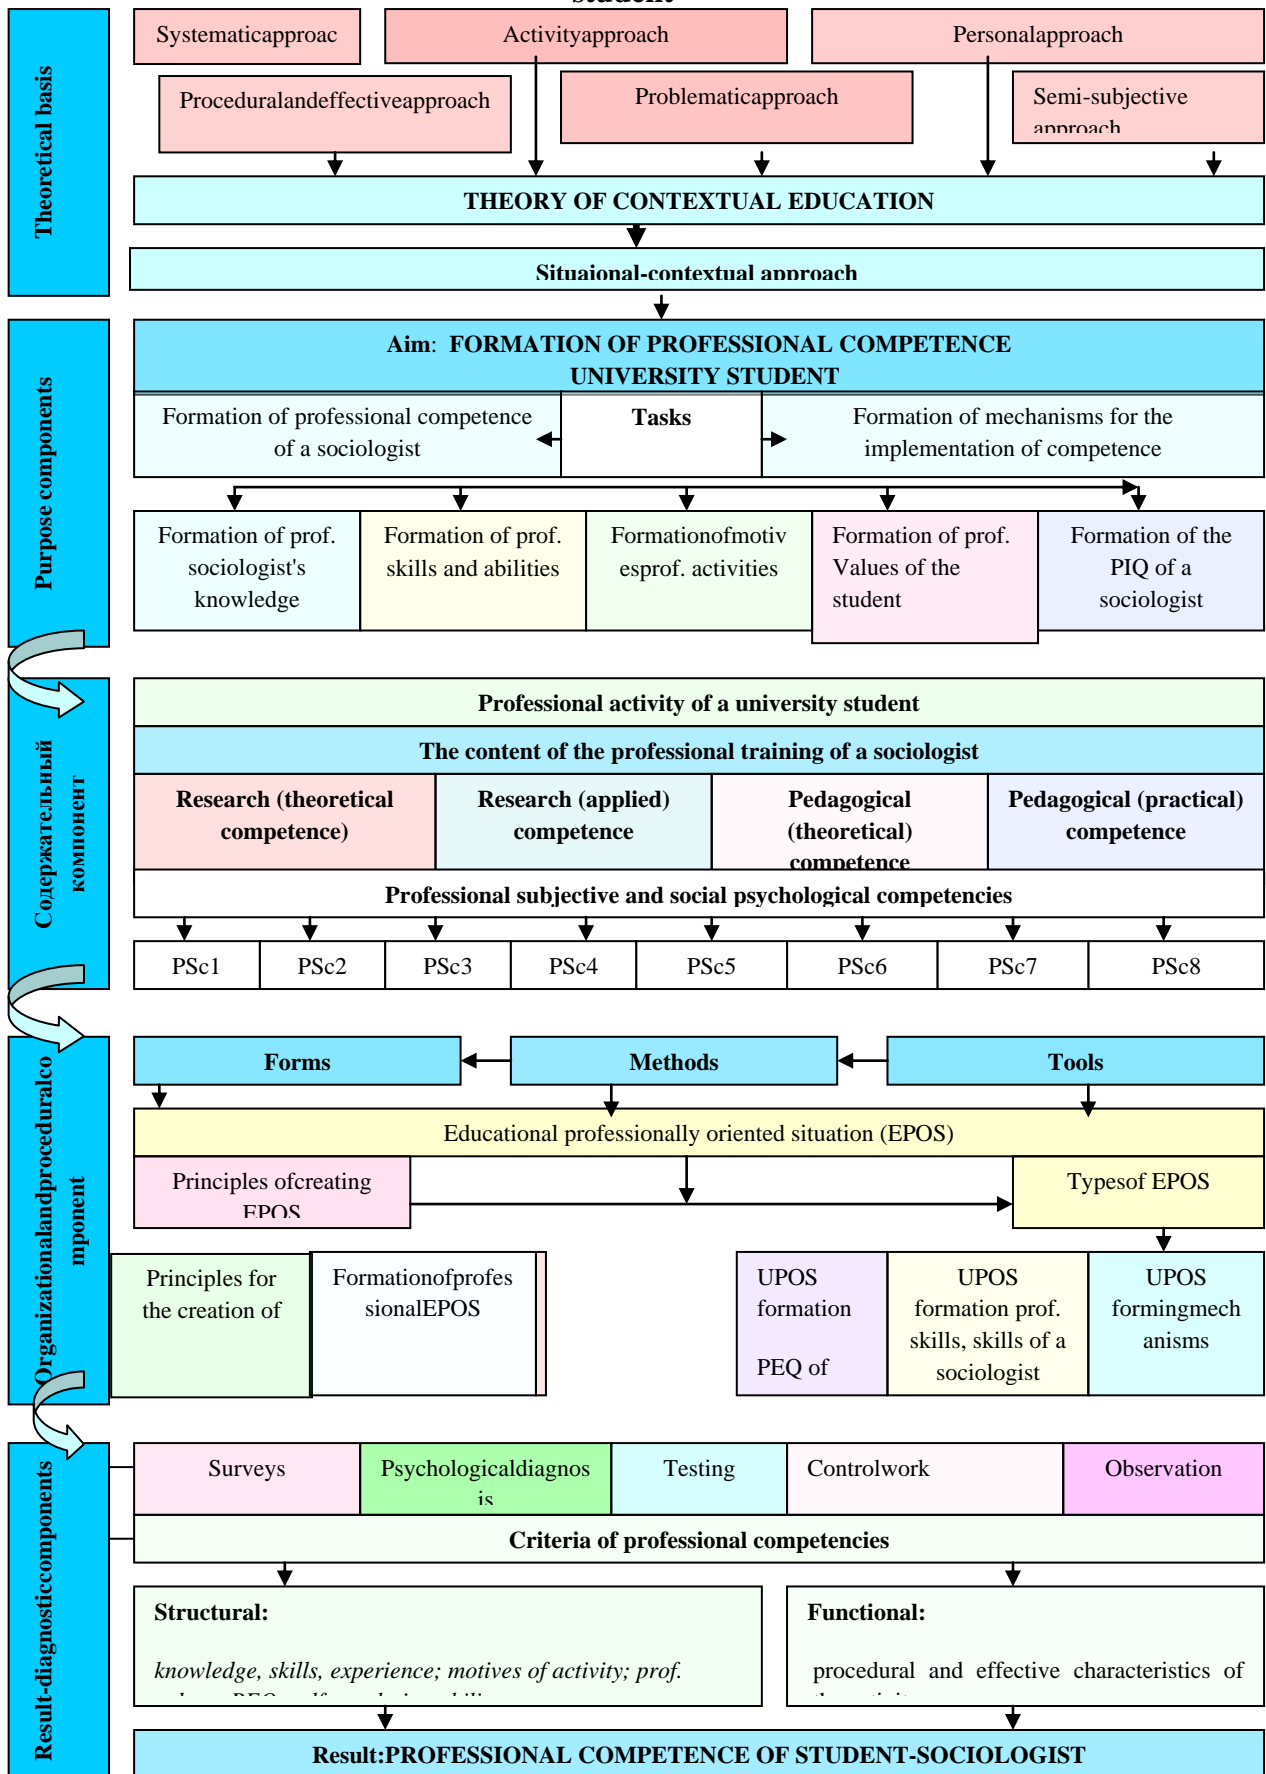 student
Theoretical basis
Systematicapproac
Activityapproach
Personalapproach
Proceduralandeffectiveapproach
Problematicapproach
Semi-subjective
approach
THEORY OF CONTEXTUAL EDUCATION
Situaional-contextual approach
Purpose components
Aim: FORMATION OF PROFESSIONAL COMPETENCE
UNIVERSITY STUDENT
Formation of professional competence
of a sociologist
Tasks
Formation of mechanisms for the
implementation of competence
Formation of prof.
sociologist's
knowledge
Formation of prof.
skills and abilities
Formationofmotiv
esprof. activities
Formation of prof.
Values of the
student
Formation of the
PIQ of a
sociologist
Содержательный
компонент
Professional activity of a university student
The content of the professional training of a sociologist
Research (theoretical
competence)
Research (applied)
competence
Pedagogical
(theoretical)
competence
Pedagogical (practical)
competence
Professional subjective and social psychological competencies
PSc1
PSc2
PSc3
PSc4
PSc5
PSc6
PSc7
PSc8
Organizationalandproceduralco
mponent
Forms
Methods
Tools
Educational professionally oriented situation (EPOS)
Principles ofcreating
EPOS
Typesof EPOS
Principles for
the creation of
Formationofprofes
sionalEPOS
UPOS
formation
PEQ of
UPOS
formation prof.
skills, skills of a
sociologist
UPOS
formingmech
anisms
Result-diagnosticcomponents
Surveys
Psychologicaldiagnos
is
Testing
Controlwork
Observation
Criteria of professional competencies
Structural:
knowledge, skills, experience; motives of activity; prof.
Functional:
procedural and effective characteristics of
Result:PROFESSIONAL COMPETENCE OF STUDENT-SOCIOLOGIST